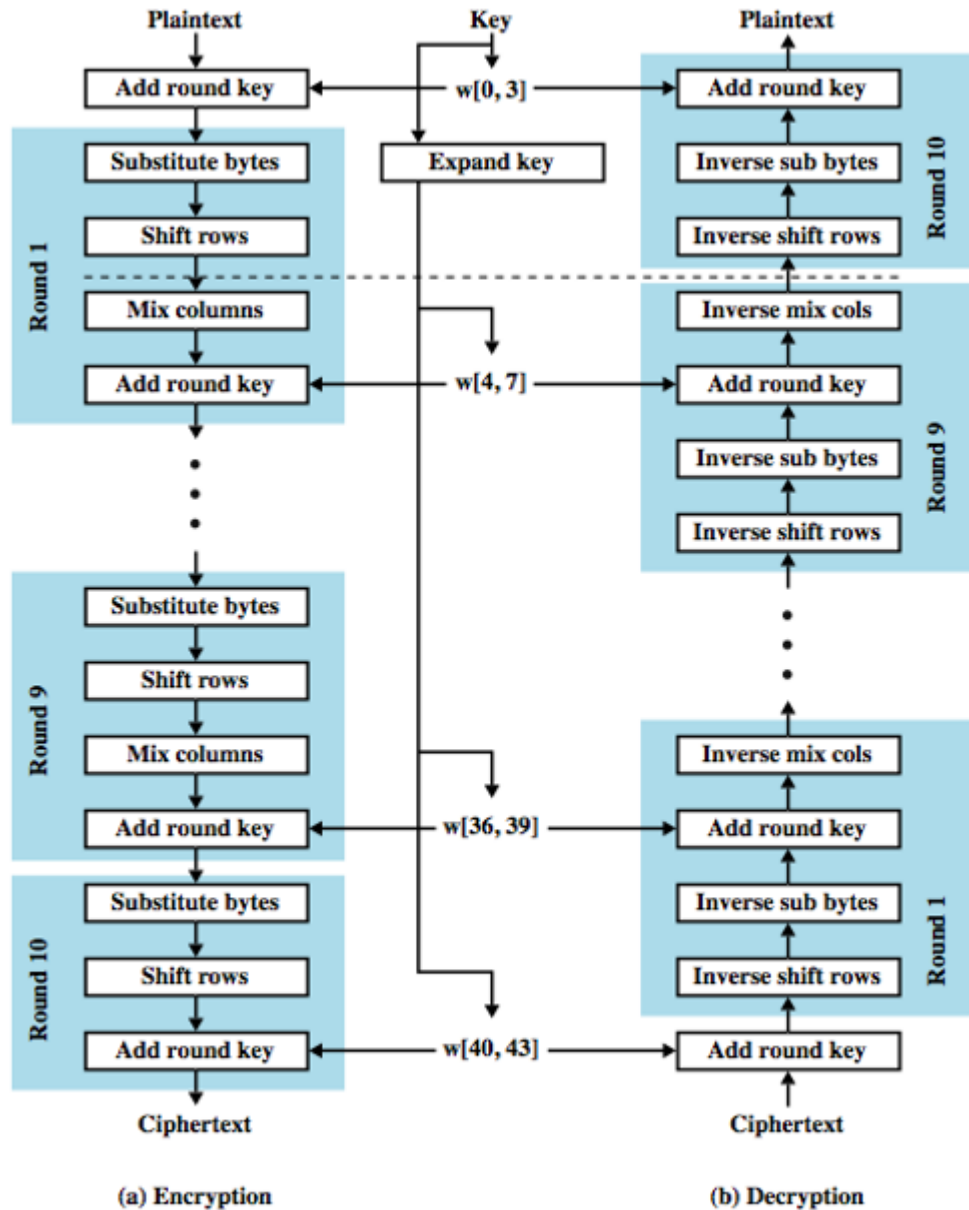 Plaintext
Add round key
Round 1
Substitute bytes
Shift rows
Mix columns
Add round key
Round 9
Substitute bytes
Shift rows
Mix columns
Add round key
Round 10
Substitute bytes
Shift rows
Add round key
Ciphertext
(a) Encryption
Key
w[0, 3]
Expand key
w[4, 7]
w[36, 39]
w[40, 43]
Plaintext
Add round key
Inverse sub bytes
Inverse shift rows
Round 10
Inverse mix cols
Add round key
Inverse sub bytes
Inverse shift rows
Round 9
Inverse mix cols
Add round key
Inverse sub bytes
Inverse shift rows
Round 1
Add round key
Ciphertext
(b) Decryption